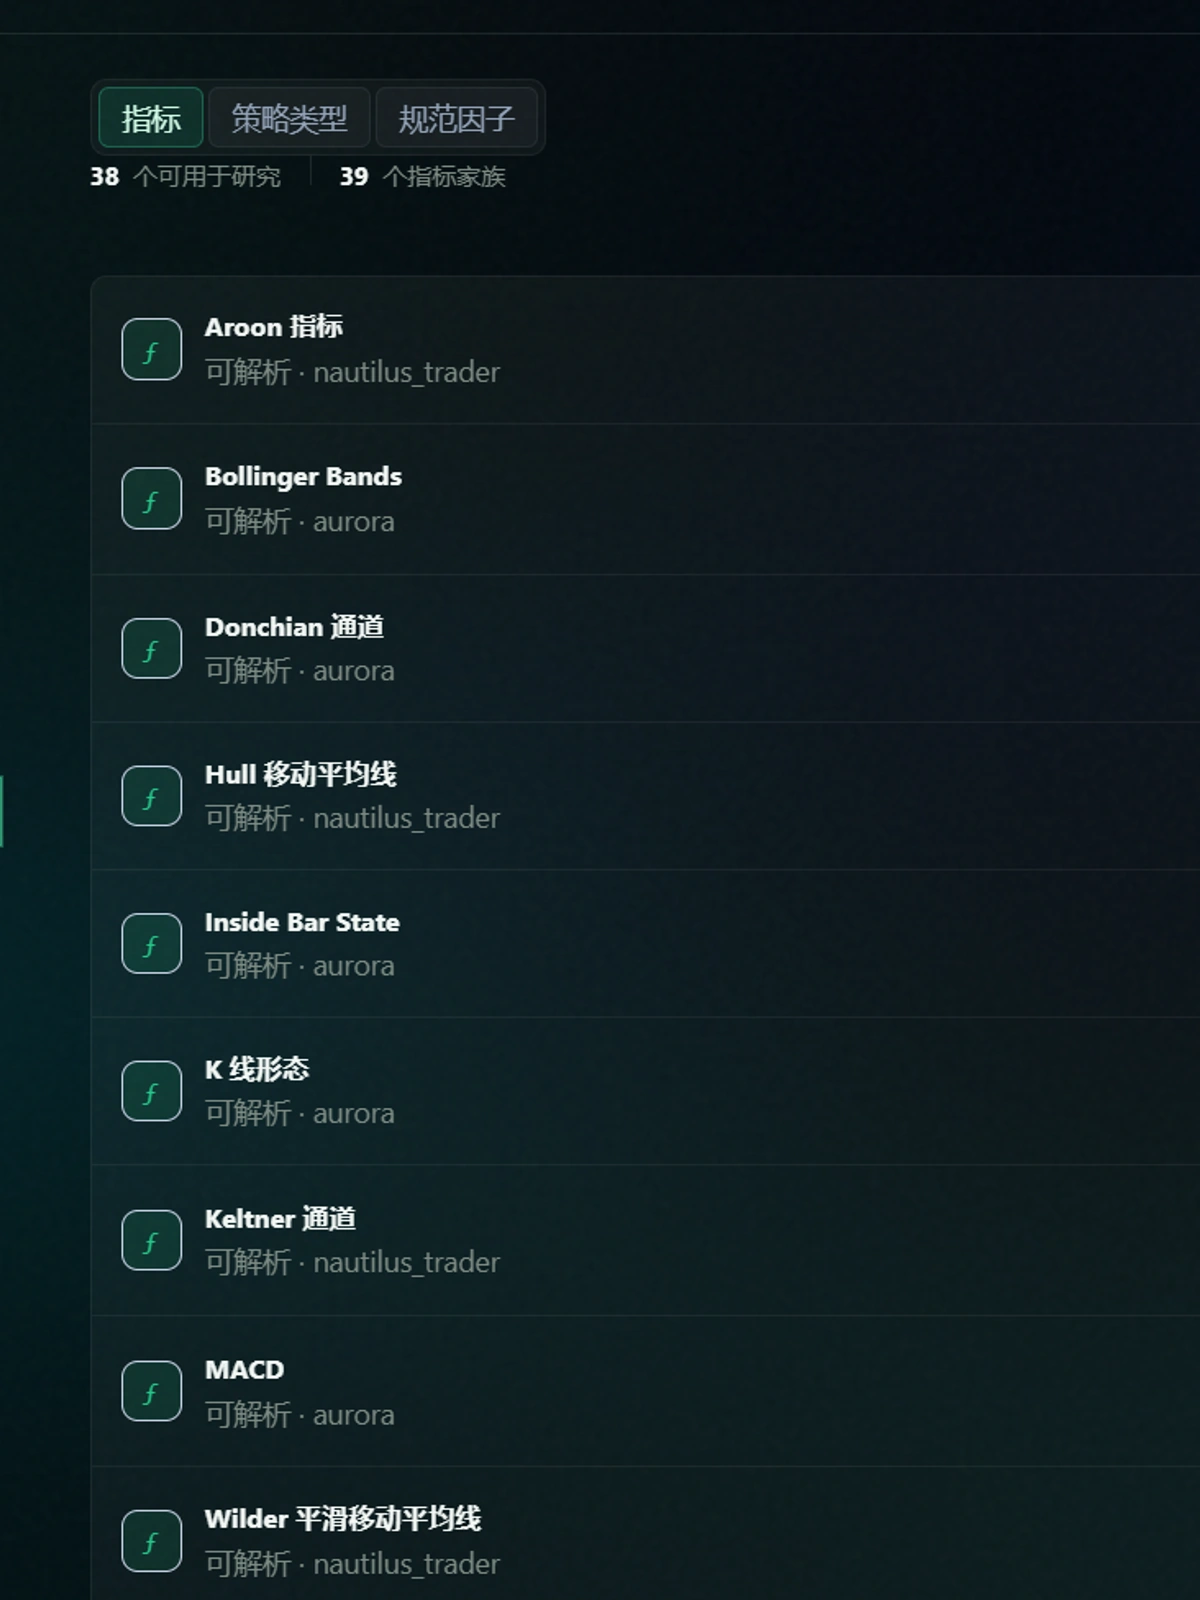 指标 策略类型 规范因子
38 个可用于研究 39 个指标家族
Aroon 指标
可解析 · nautilus_trader
Bollinger Bands
可解析 · aurora
Donchian 通道
可解析 · aurora
Hull 移动平均线
可解析 · nautilus_trader
Inside Bar State
可解析 · aurora
K 线形态
可解析 · aurora
Keltner 通道
可解析 · nautilus_trader
MACD
可解析 · aurora
Wilder 平滑移动平均线
可解析 · nautilus_trader